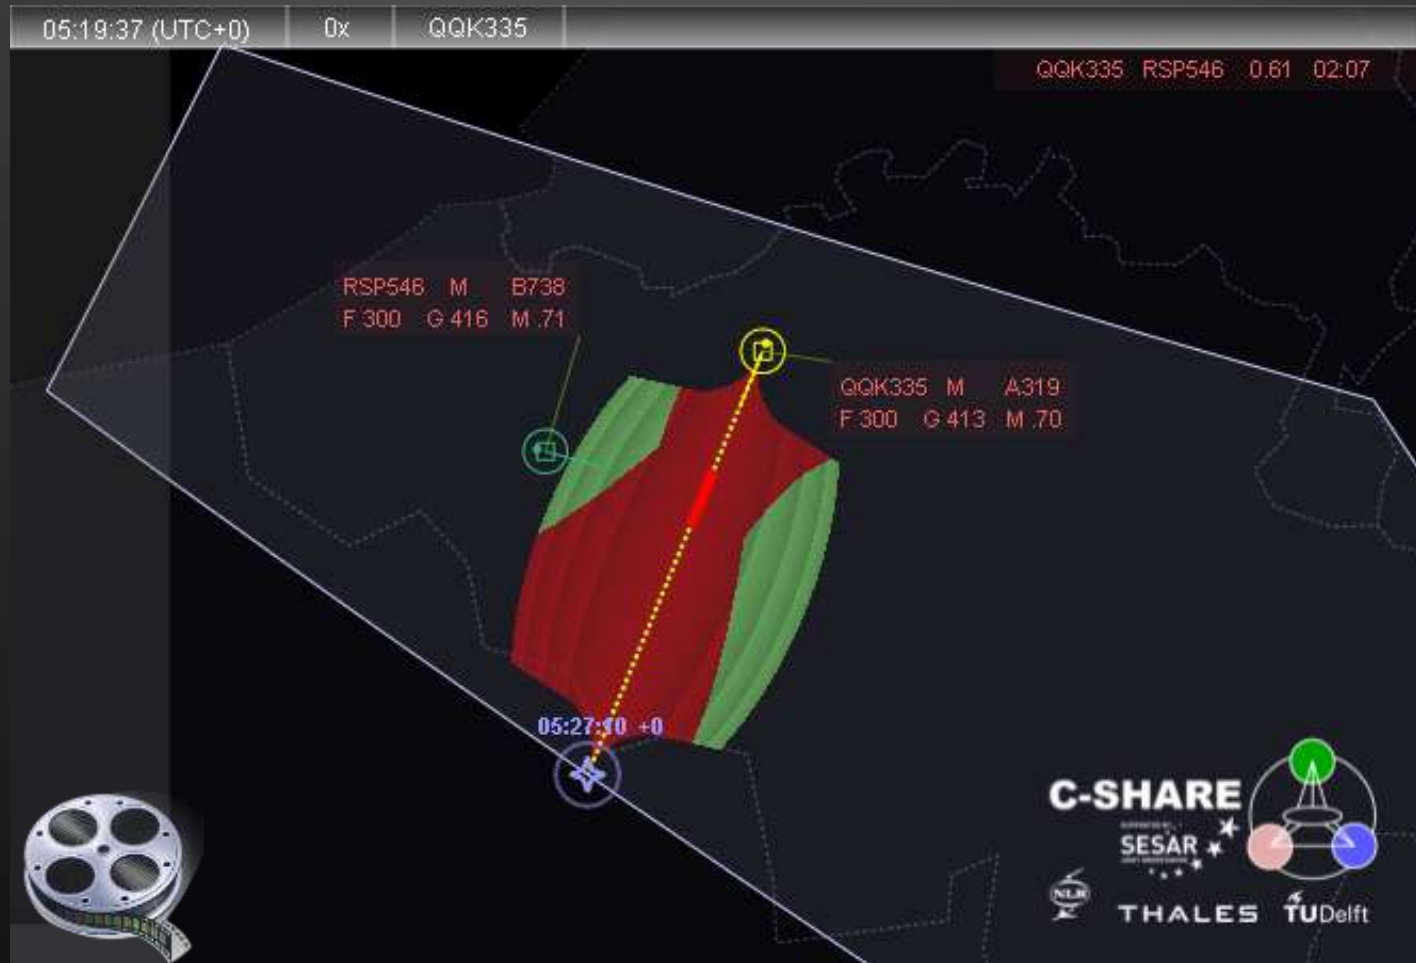 05:19:37 (UTC+0) 0x QQK335
QQK335 RSP546 0.61 02:07
RSP546 M B738
F 300 G 416 M .71
QQK335 M A319
F 300 G 413 M .70
05:27:10 +0
C-SHARE
SESAR
NLR
THALES
TUDelft